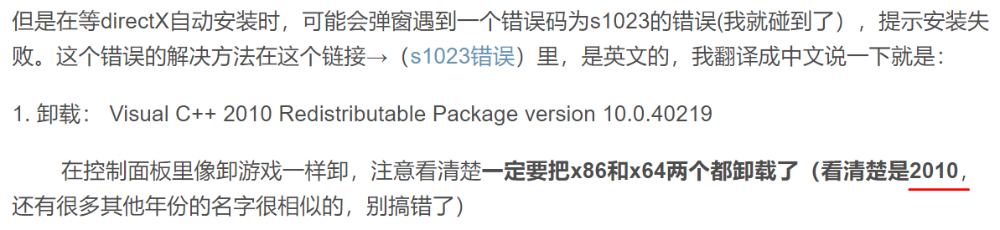 但是在等directX自动安装时，可能会弹窗遇到一个错误码为s1023的错误(我就碰到了），提示安装失
败。这个错误的解决方法在这个链接→（s1023错误）里，是英文的，我翻译成中文说一下就是：
1. 卸载： Visual C++ 2010 Redistributable Package version 10.0.40219
在控制面板里像卸游戏一样卸，注意看清楚一定要把x86和x64两个都卸载了（看清楚是2010，
还有很多其他年份的名字很相似的，别搞错了）